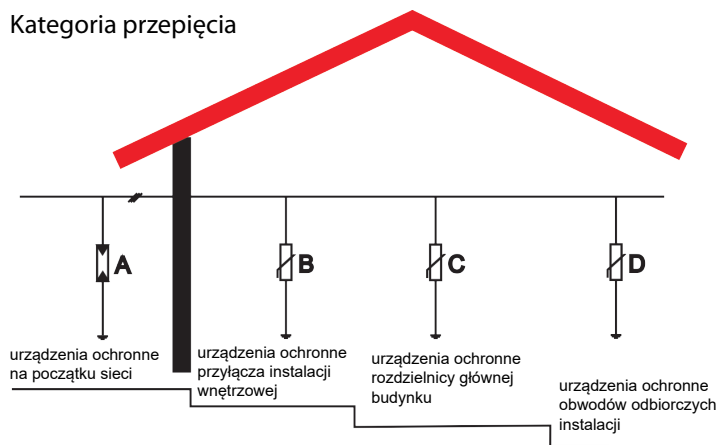 Kategoria przepięcia
A
B
C
D
urządzenia ochronne
na początku sieci
urządzenia ochronne
przyłącza instalacji
wnętrzowej
urządzenia ochronne
rozdzielnicy głównej
budynku
urządzenia ochronne
obwodów odbiorczych
instalacji